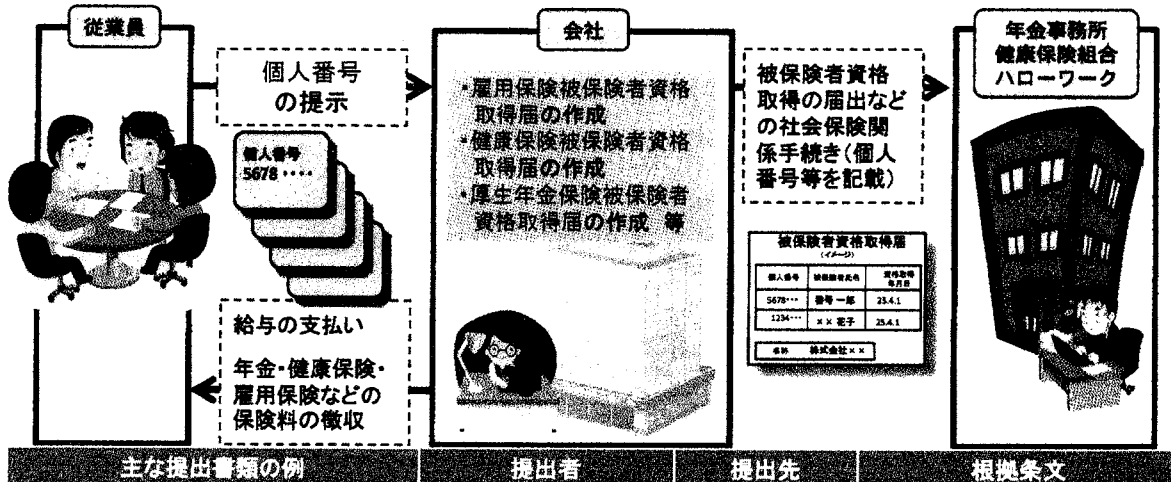 従業員
個人番号
の提示
個人番号
5678 ‥‥
給与の支払い
年金・健康保険・
雇用保険などの
保険料の徴収
会社
・雇用保険被保険者資格
取得届の作成
・健康保険被保険者資格
取得届の作成
・厚生年金保険被保険者
資格取得届の作成 等
被保険者資格
取得の届出など
の社会保険関
係手続き(個人
番号等を記載)
被保険者資格取得届
(イメージ)
個人番号 被保険者氏名 資格取得
年月日
5678‥‥ 番号 一郎 25.4.1
1234‥‥ ×× 花子 25.4.1
名称 株式会社××
年金事務所
健康保険組合
ハローワーク
主な提出書類の例 提出者 提出先 根拠条文